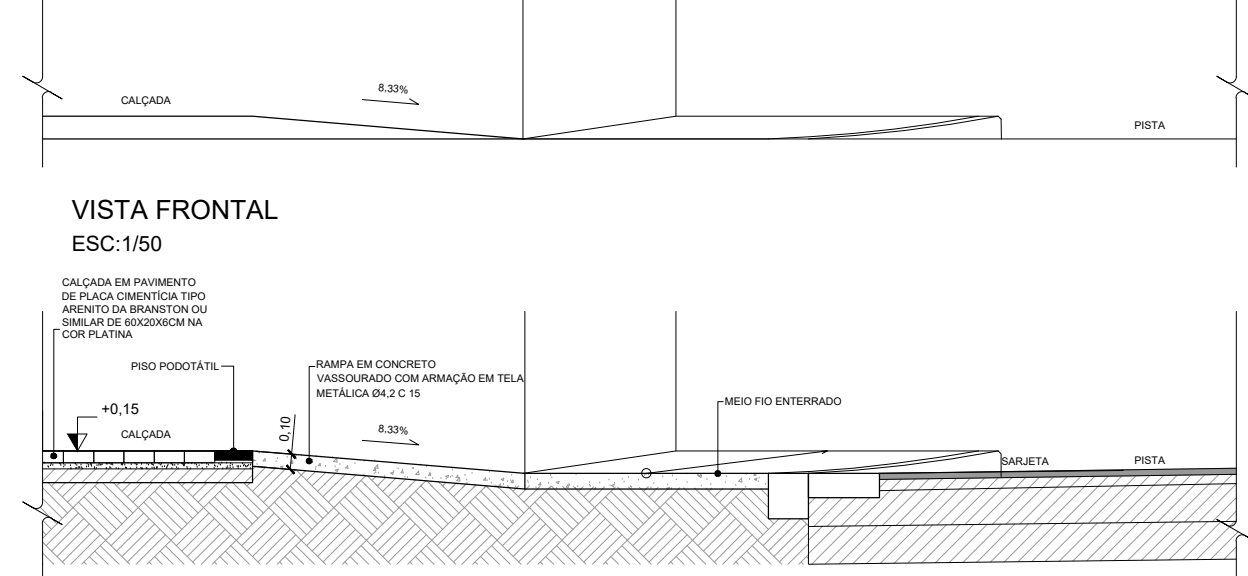 8.33%
CALÇADA
PISTA
VISTA FRONTAL
ESC:1/50
CALÇADA EM PAVIMENTO
DE PLACA CIMENTÍCIA TIPO
ARENITO DA BRANSTON OU
SIMILAR DE 60X20X6CM NA
COR PLATINA
PISO PODOTÁTIL
RAMPA EM CONCRETO
VASSOURADO COM ARMAÇÃO EM TELA
METÁLICA Ø4,2 C 15
MEIO FIO ENTERRADO
+0,15
CALÇADA
0,10
8.33%
SARJETA
PISTA